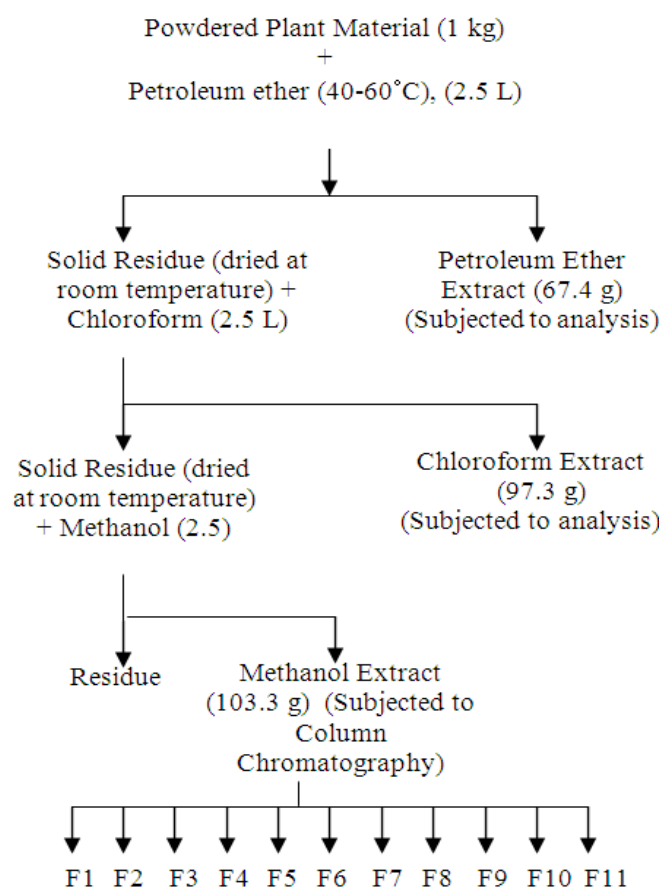 Powdered Plant Material (1 kg)
+
Petroleum ether (40-60˚C), (2.5 L)
Solid Residue (dried at
room temperature) +
Chloroform (2.5 L)
Petroleum Ether
Extract (67.4 g)
(Subjected to analysis)
Solid Residue (dried
at room temperature)
+ Methanol (2.5)
Chloroform Extract
(97.3 g)
(Subjected to analysis)
Residue
Methanol Extract
(103.3 g) (Subjected to
Column
Chromatography)
F1 F2 F3 F4 F5 F6 F7 F8 F9 F10 F11